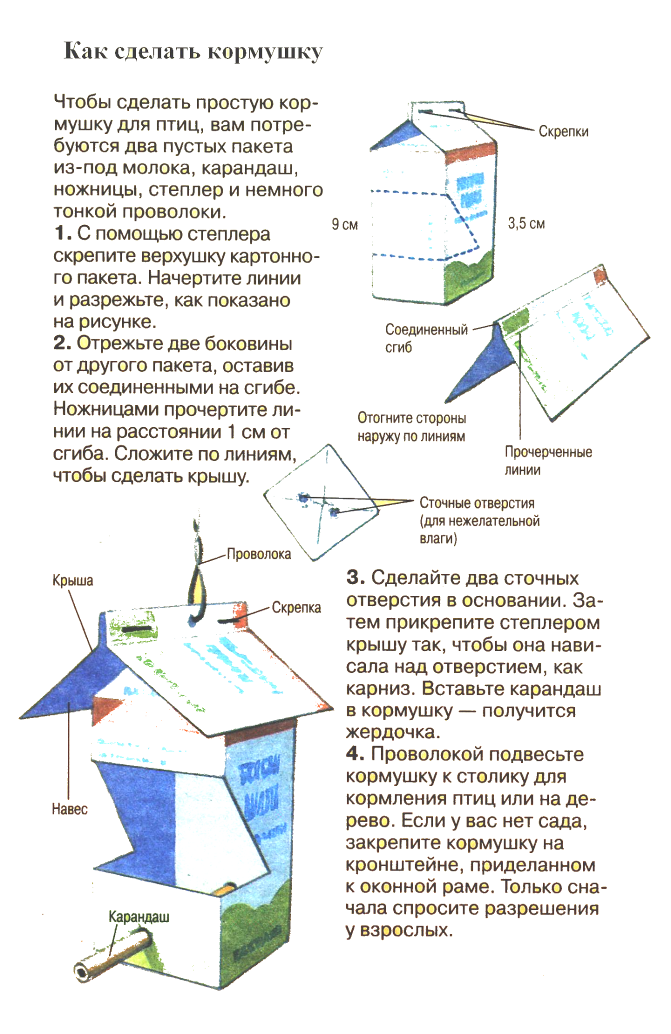 Как сделать кормушку
Чтобы сделать простую кор-
мушку для птиц, вам потре-
буются два пустых пакета
из-под молока, карандаш,
ножницы, степлер и немного
тонкой проволоки.
1. С помощью степлера
скрепите верхушку картонно-
го пакета. Начертите линии
и разрежьте, как показано
на рисунке.
2. Отрежьте две боковины
от другого пакета, оставив
их соединенными на сгибе.
Ножницами прочертите ли-
нии на расстоянии 1 см от
сгиба. Сложите по линиям,
чтобы сделать крышу.
Скрепки
9 см
3,5 см
Соединенный
сгиб
Отогните стороны
наружу по линиям
Прочерченные
линии
Сточные отверстия
(для нежелательной
влаги)
Проволока
Крыша
Скрепка
Навес
Карандаш
3. Сделайте два сточных
отверстия в основании. За-
тем прикрепите степлером
крышу так, чтобы она нави-
сала над отверстием, как
карниз. Вставьте карандаш
в кормушку — получится
жердочка.
4. Проволокой подвесьте
кормушку к столику для
кормления птиц или на де-
рево. Если у вас нет сада,
закрепите кормушку на
кронштейне, приделанном
к оконной раме. Только сна-
чала спросите разрешения
у взрослых.